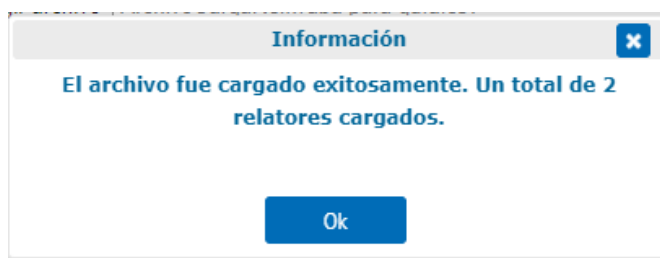 Información
El archivo fue cargado exitosamente. Un total de 2
relatores cargados.
Ok